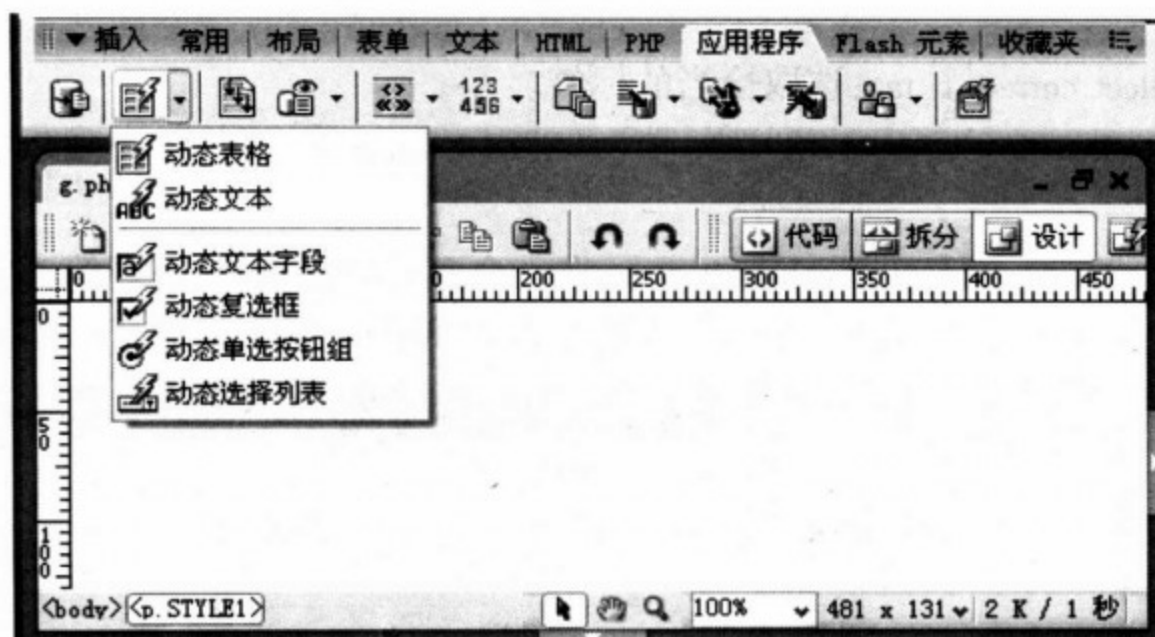 ▼插入 常用 布局 表单 文本 HTML PHP 应用程序 Flash 元素 收藏夹
123
456
动态表格
g.ph
ABC 动态文本
代码 拆分 设计
动态文本字段
0 200 250 300 350 400 450
0
动态复选框
动态单选按钮组
动态选择列表
50
100
<body><p.STYLE1> 100% 481 x 131 2 K / 1 秒